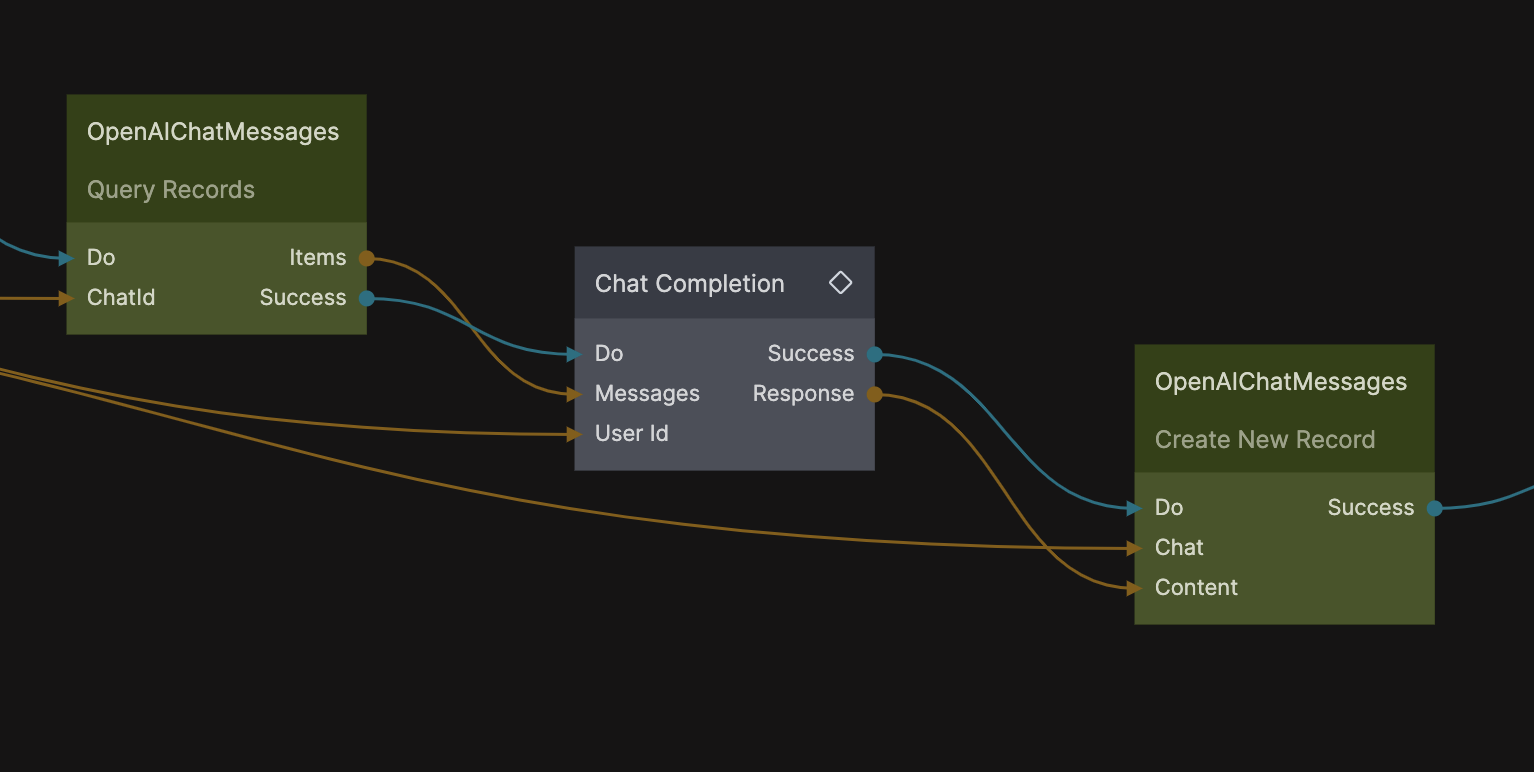 OpenAIChatMessages
Query Records
Do Items
ChatId Success
Chat Completion
Do Success
Messages Response
User Id
OpenAIChatMessages
Create New Record
Do Success
Chat
Content